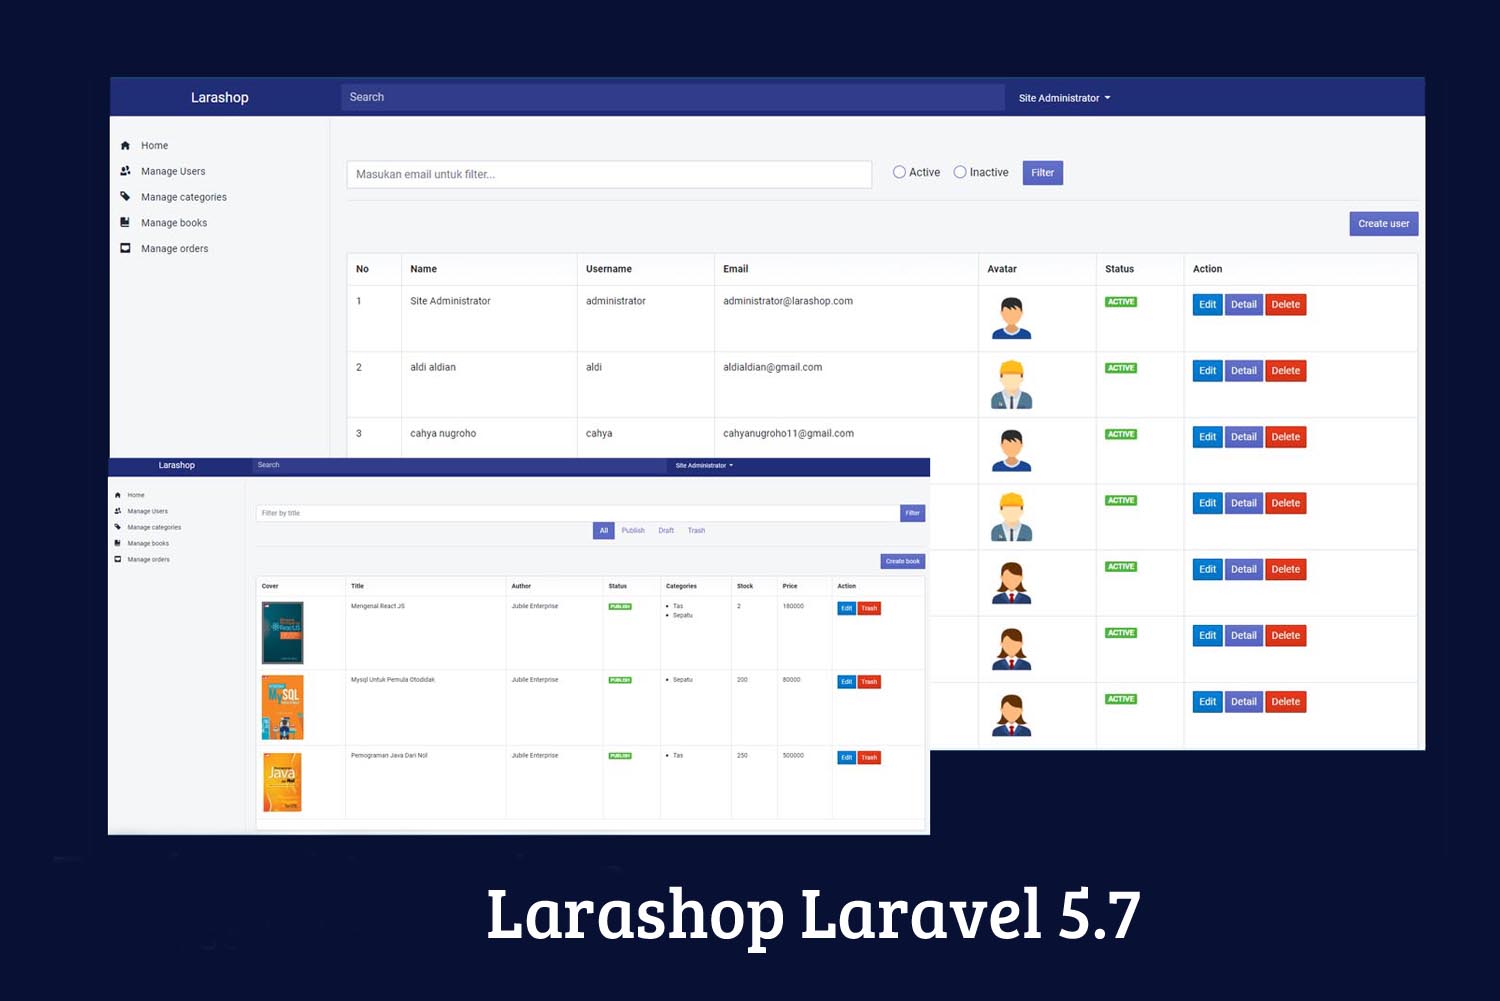 Larashop Search Site Administrator
Home
Manage Users
Manage categories
Manage books
Manage orders
Masukan email untuk filter... Active Inactive Filter
Create user
No Name Username Email Avatar Status Action
1 Site Administrator administrator administrator@larashop.com ACTIVE Edit Detail Delete
2 aldi aldian aldi aldialdian@gmail.com ACTIVE Edit Detail Delete
3 cahya nugroho cahya cahyanugroho11@gmail.com ACTIVE Edit Detail Delete
ACTIVE Edit Detail Delete
ACTIVE Edit Detail Delete
ACTIVE Edit Detail Delete
ACTIVE Edit Detail Delete
Larashop Search Site Administrator
Home
Manage Users
Manage categories
Manage books
Manage orders
Filter by title Filter
All Publish Draft Trash
Create book
Cover Title Author Status Categories Stock Price Action
Mengenal React JS Jubile Enterprise PUBLISH Tas 2 180000 Edit Trash
Sepatu
ReactJS
Mysql Untuk Pemula Otodidak Jubile Enterprise PUBLISH Sepatu 200 80000 Edit Trash
MySQL
Pemograman Java Dari Nol Jubile Enterprise PUBLISH Tas 250 500000 Edit Trash
Java
Larashop Laravel 5.7